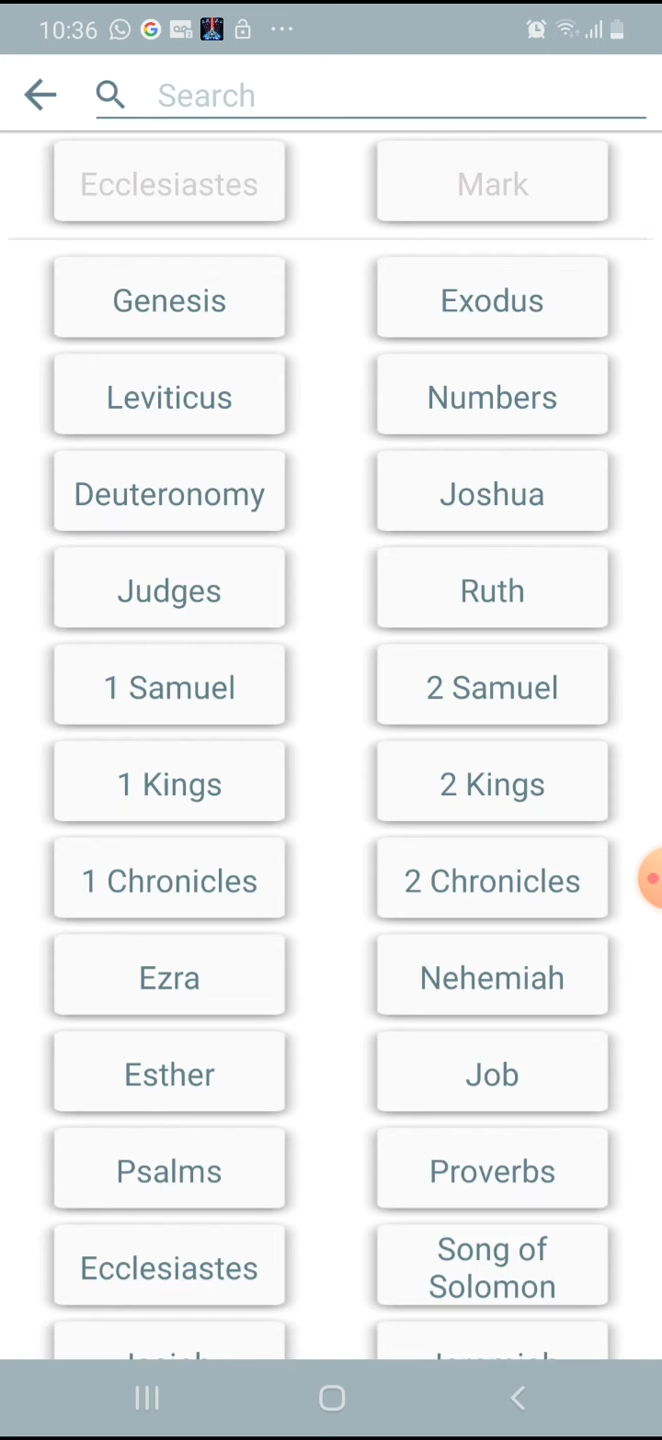 10:36
Search
Ecclesiastes
Mark
Genesis
Exodus
Leviticus
Numbers
Deuteronomy
Joshua
Judges
Ruth
1 Samuel
2 Samuel
1 Kings
2 Kings
1 Chronicles
2 Chronicles
Ezra
Nehemiah
Esther
Job
Psalms
Proverbs
Ecclesiastes
Song of
Solomon